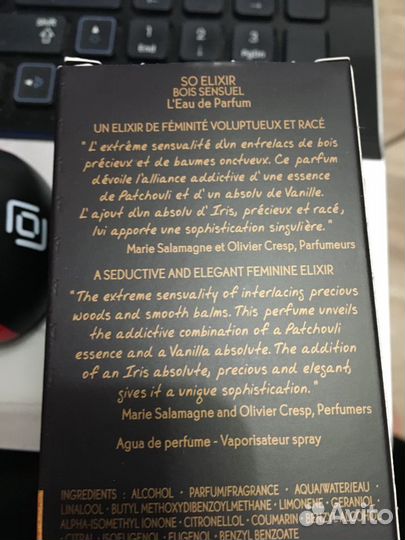 SO ELIXIR
BOIS SENSUEL
L'Eau de Parfum
UN ELIXIR DE FÉMINITÉ VOLUPTUEUX ET RACÉ
"L'extrême sensualité d'un entrelacs de bois
précieux et de baumes onctueux. Ce parfum
dévoile l'alliance addictive d'une essence
de Patchouli et d'un absolu de Vanille.
L'ajout d'un absolu d'Iris, précieux et racé,
lui apporte une sophistication singulière."
Marie Salamagne et Olivier Cresp, Parfumeurs
A SEDUCTIVE AND ELEGANT FEMININE ELIXIR
"The extreme sensuality of interlacing precious
woods and smooth balms. This perfume unveils
the addictive combination of a Patchouli
essence and a Vanilla absolute. The addition
of an Iris absolute, precious and elegant,
gives it a unique sophistication."
Marie Salamagne and Olivier Cresp, Perfumers
Agua de perfume - Vaporisateur spray
INGREDIENTS : ALCOHOL • PARFUM/FRAGRANCE • AQUA/WATER/EAU •
LINALOOL • BUTYL METHOXYDIBENZOYLMETHANE • LIMONENE • GERANIOL •
ALPHA-ISOMETHYL IONONE • CITRONELLOL • COUMARIN • BENZYL ALCOHOL
• CITRAL • ISOEUGENOL • EUGENOL • BENZYL BENZOATE
Avito